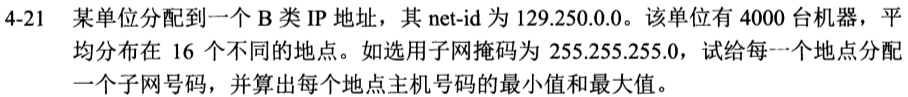 4-21 某单位分配到一个 B 类 IP 地址，其 net-id 为 129.250.0.0。该单位有 4000 台机器，平
均分布在 16 个不同的地点。如选用子网掩码为 255.255.255.0，试给每一个地点分配
一个子网号码，并算出每个地点主机号码的最小值和最大值。